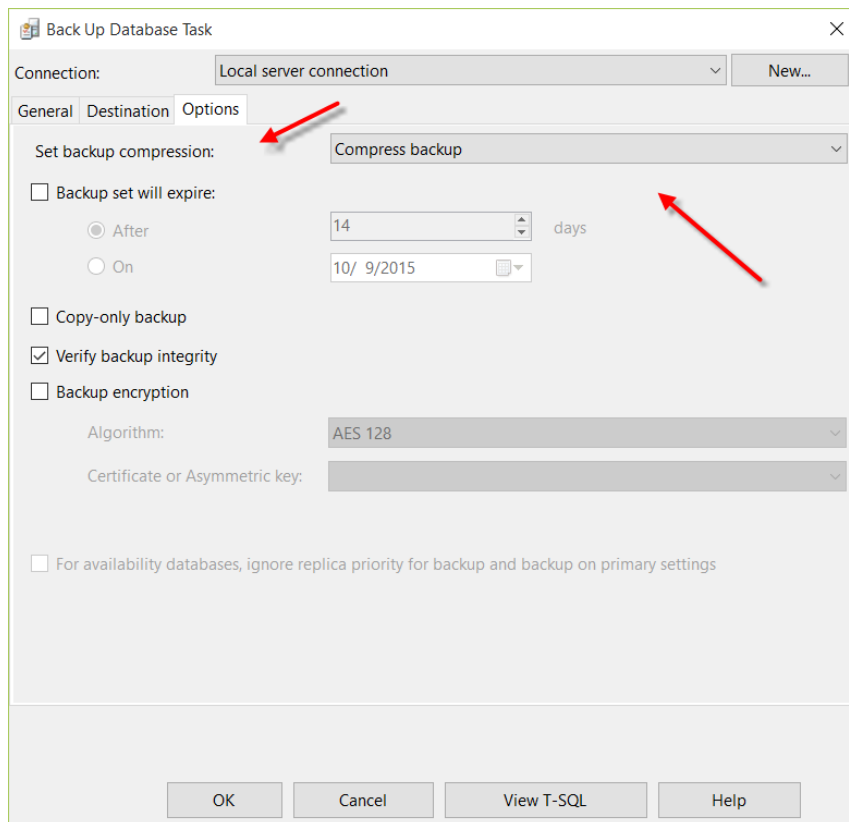 Back Up Database Task
Connection: Local server connection New...
General Destination Options
Set backup compression: Compress backup
Backup set will expire:
After 14 days
On 10/ 9/2015
Copy-only backup
Verify backup integrity
Backup encryption
Algorithm: AES 128
Certificate or Asymmetric key:
For availability databases, ignore replica priority for backup and backup on primary settings
OK Cancel View T-SQL Help